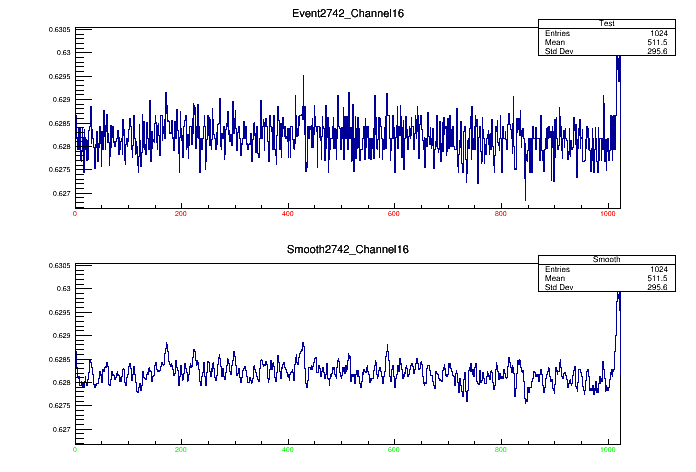 Event2742_Channel16
Test
Entries 1024
Mean 511.5
Std Dev 295.6
0.6305
0.63
0.6295
0.629
0.6285
0.628
0.6275
0.627
0 200 400 600 800 1000
Smooth2742_Channel16
Smooth
Entries 1024
Mean 511.5
Std Dev 295.6
0.6305
0.63
0.6295
0.629
0.6285
0.628
0.6275
0.627
0 200 400 600 800 1000